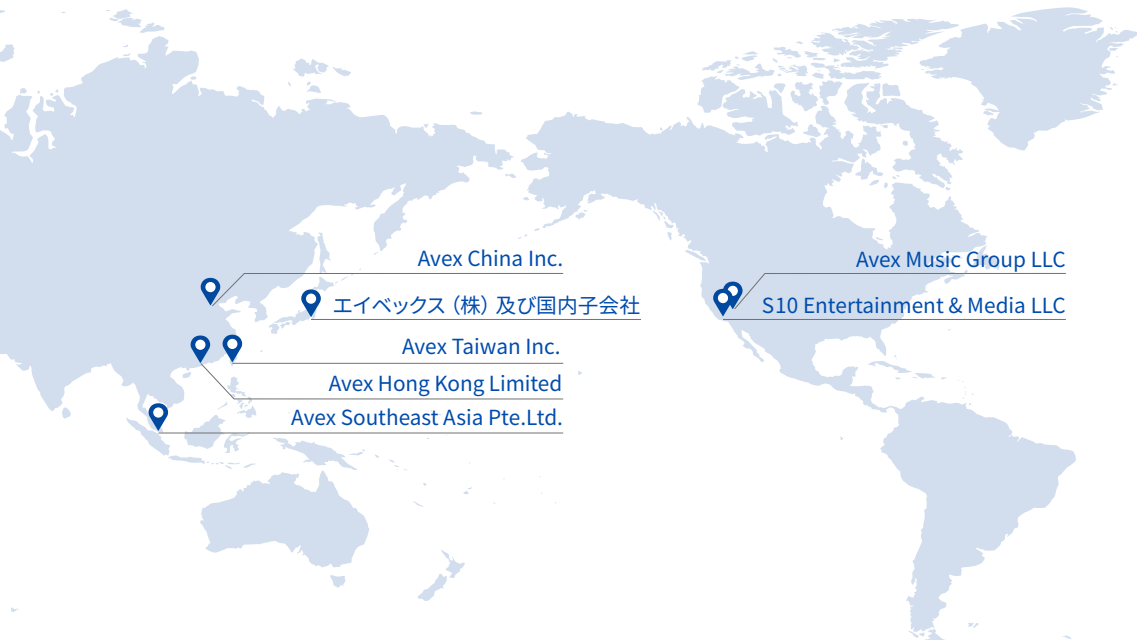 Avex China Inc.
エイベックス（株）及び国内子会社
Avex Taiwan Inc.
Avex Hong Kong Limited
Avex Southeast Asia Pte.Ltd.
Avex Music Group LLC
S10 Entertainment & Media LLC